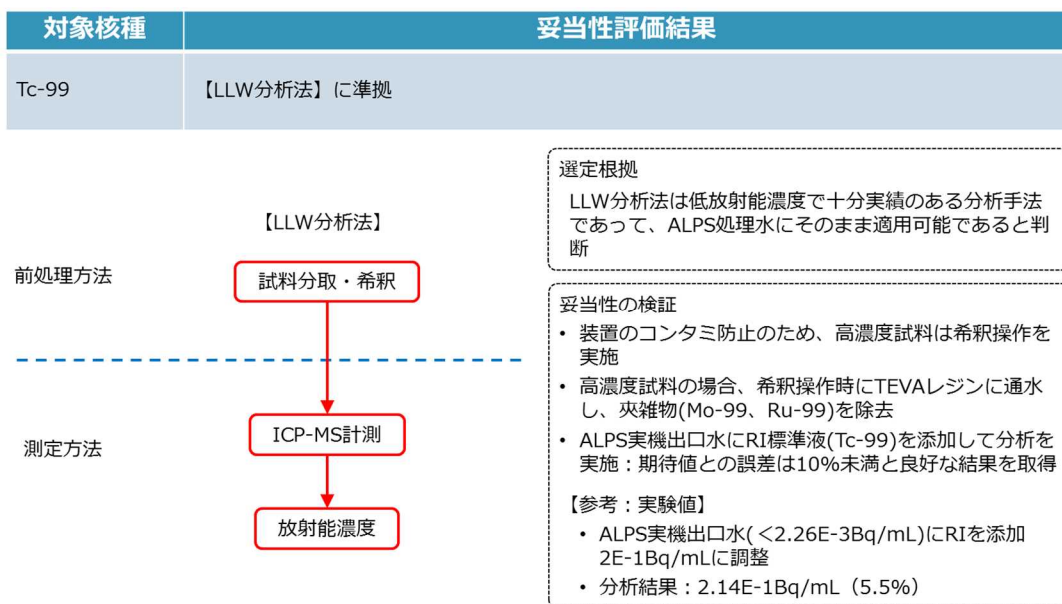 対象核種
妥当性評価結果
Tc-99
【LLW分析法】に準拠
【LLW分析法】
前処理方法
試料分取・希釈
測定方法
ICP-MS計測
放射能濃度
選定根拠
LLW分析法は低放射能濃度で十分実績のある分析手法
であって、ALPS処理水にそのまま適用可能であると判
断
妥当性の検証
• 装置のコンタミ防止のため、高濃度試料は希釈操作を
実施
• 高濃度試料の場合、希釈操作時にTEVAレジンに通水
し、夾雑物(Mo-99、Ru-99)を除去
• ALPS実機出口水にRI標準液(Tc-99)を添加して分析を
実施：期待値との誤差は10%未満と良好な結果を取得
【参考：実験値】
• ALPS実機出口水(＜2.26E-3Bq/mL)にRIを添加
2E-1Bq/mLに調整
• 分析結果：2.14E-1Bq/mL（5.5%）